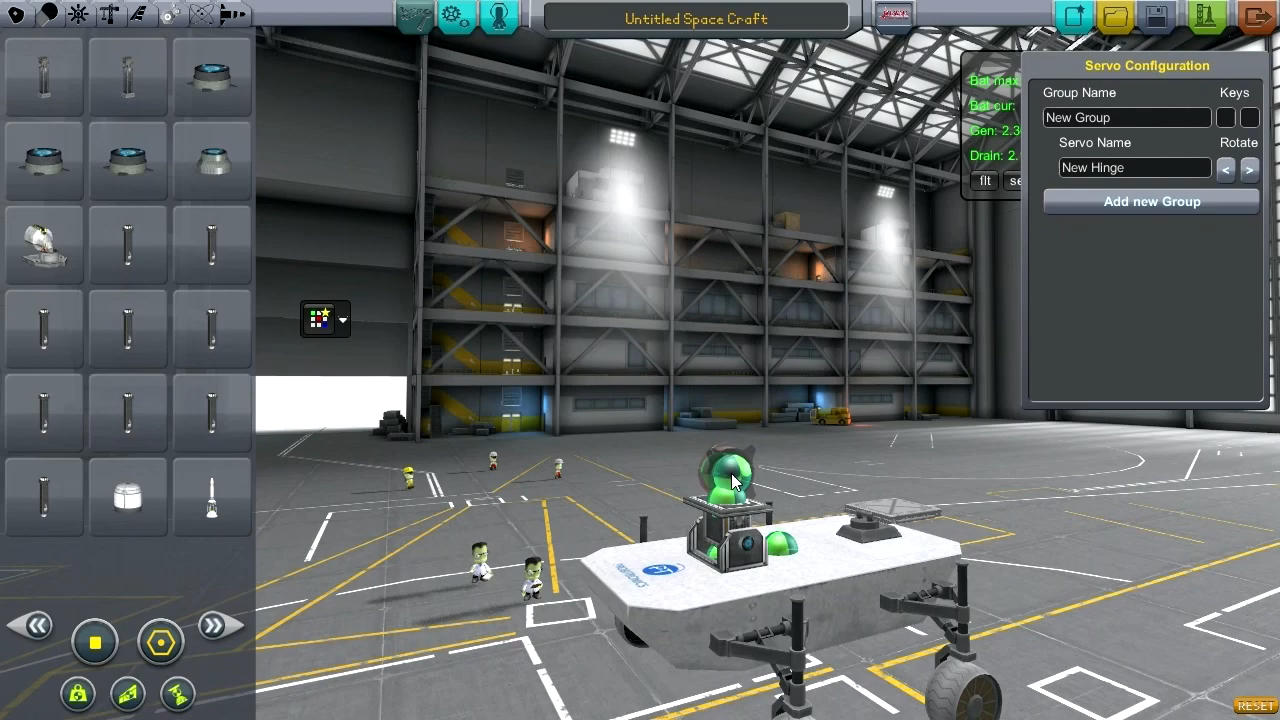 Untitled Space Craft
Servo Configuration
Bat max
Group Name Keys
Bat cur:
New Group
Gen: 2.3
Servo Name Rotate
Drain: 2.
New Hinge < >
flt se
Add new Group
RESET